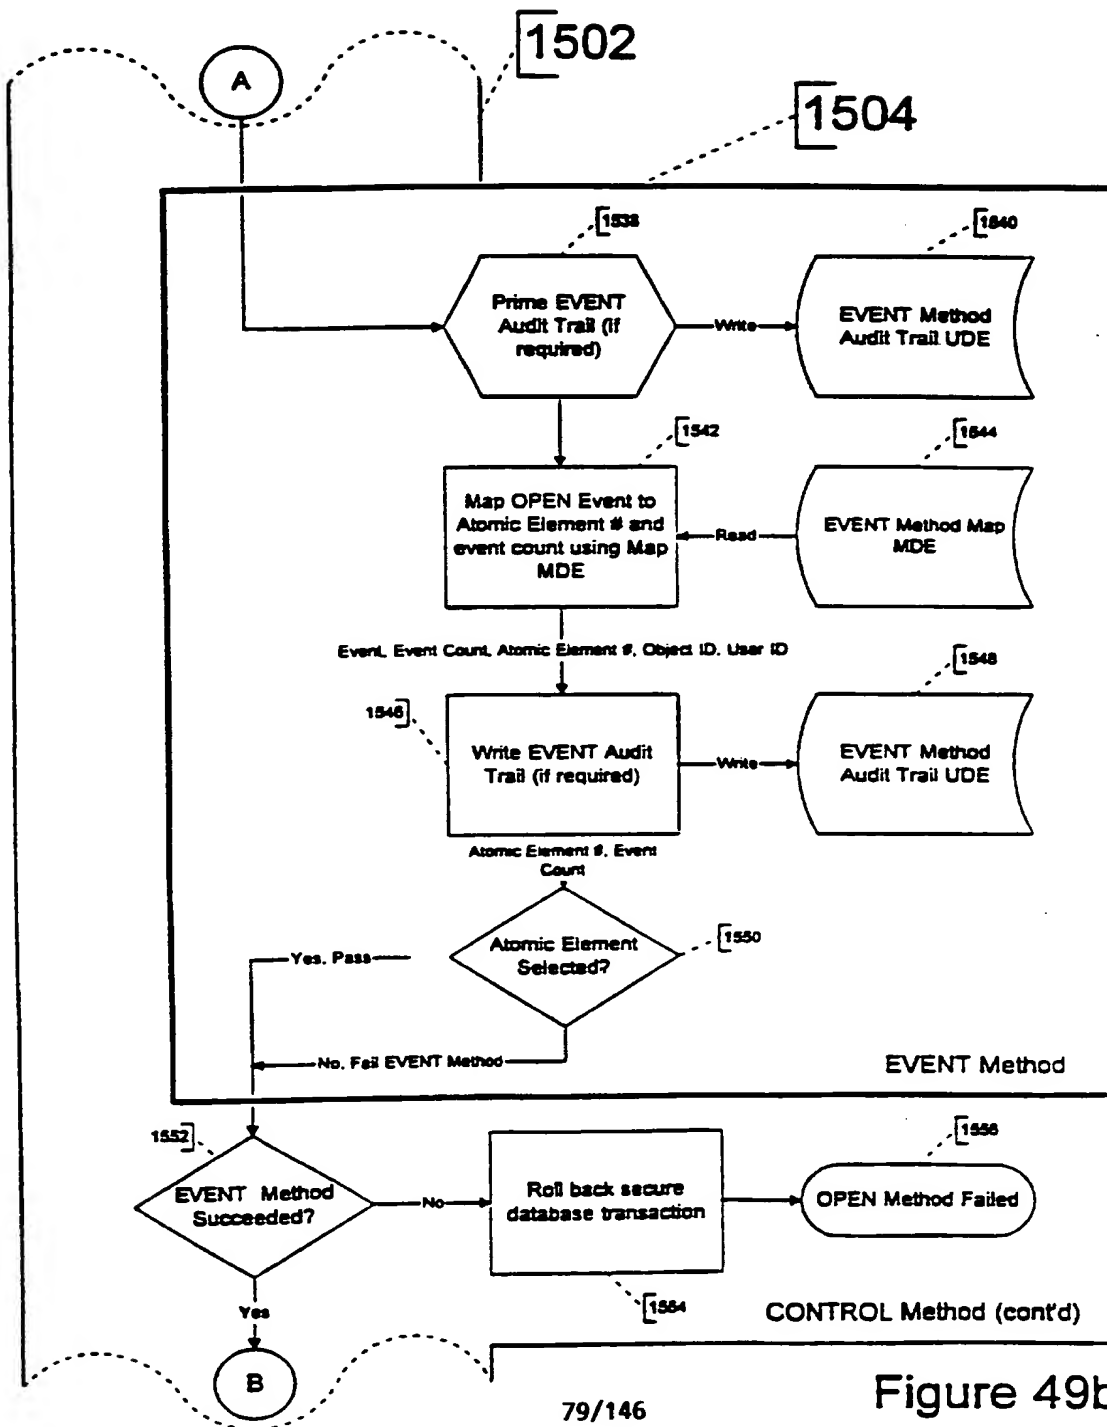 1502
A
1504
1538
1540
Prime EVENT
Audit Trail (if
required)
Write
EVENT Method
Audit Trail UDE
1542
1544
Map OPEN Event to
Atomic Element # and
event count using Map
MDE
Read
EVENT Method Map
MDE
Event, Event Count, Atomic Element #, Object ID, User ID
1548
1546
Write EVENT Audit
Trail (if required)
Write
EVENT Method
Audit Trail UDE
Atomic Element #, Event
Count
1550
Atomic Element
Selected?
Yes, Pass
No, Fail EVENT Method
EVENT Method
1552
1556
EVENT Method
Succeeded?
No
Roll back secure
database transaction
OPEN Method Failed
1554
Yes
CONTROL Method (cont'd)
B
Figure 49b
79/146